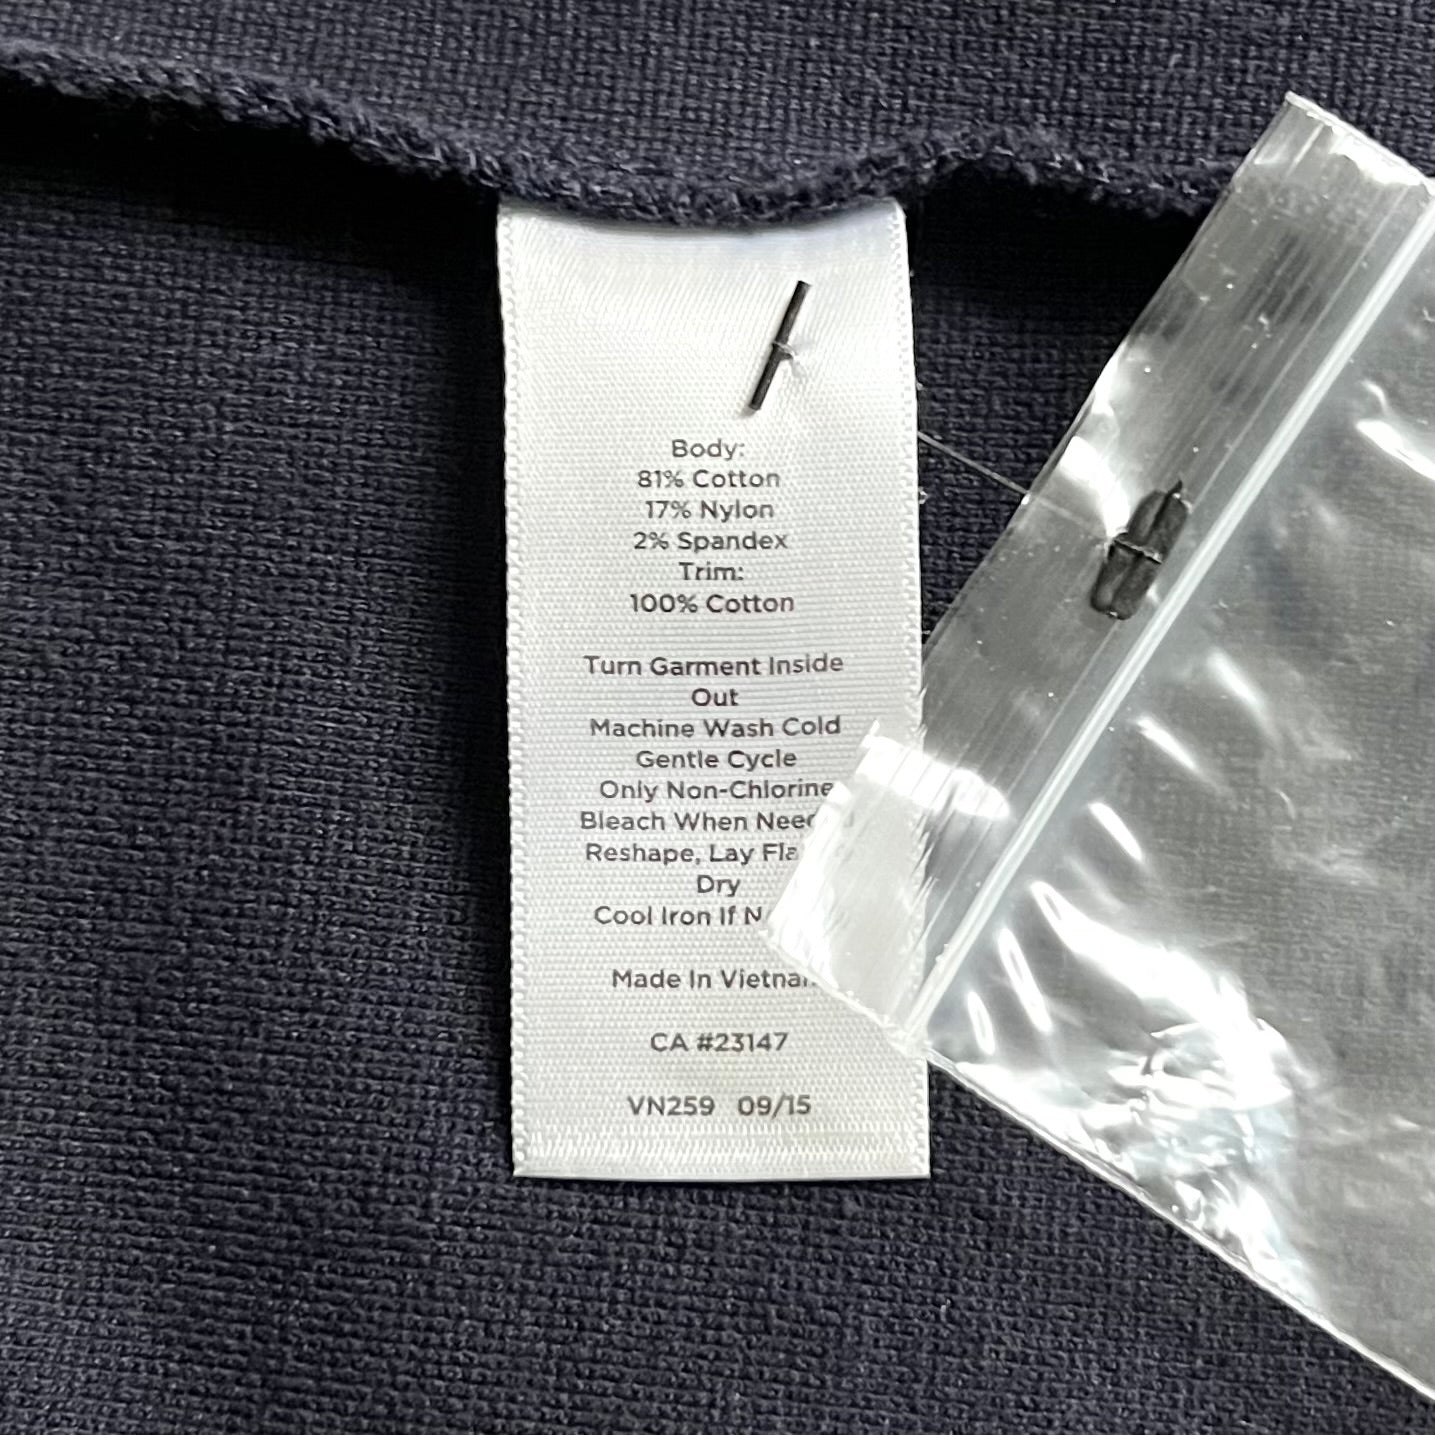 Body:
81% Cotton
17% Nylon
2% Spandex
Trim:
100% Cotton
Turn Garment Inside
Out
Machine Wash Cold
Gentle Cycle
Only Non-Chlorine
Bleach When
Reshape, Lay
Dry
Cool Iron If
Made In
CA #23147
VN259 09/15